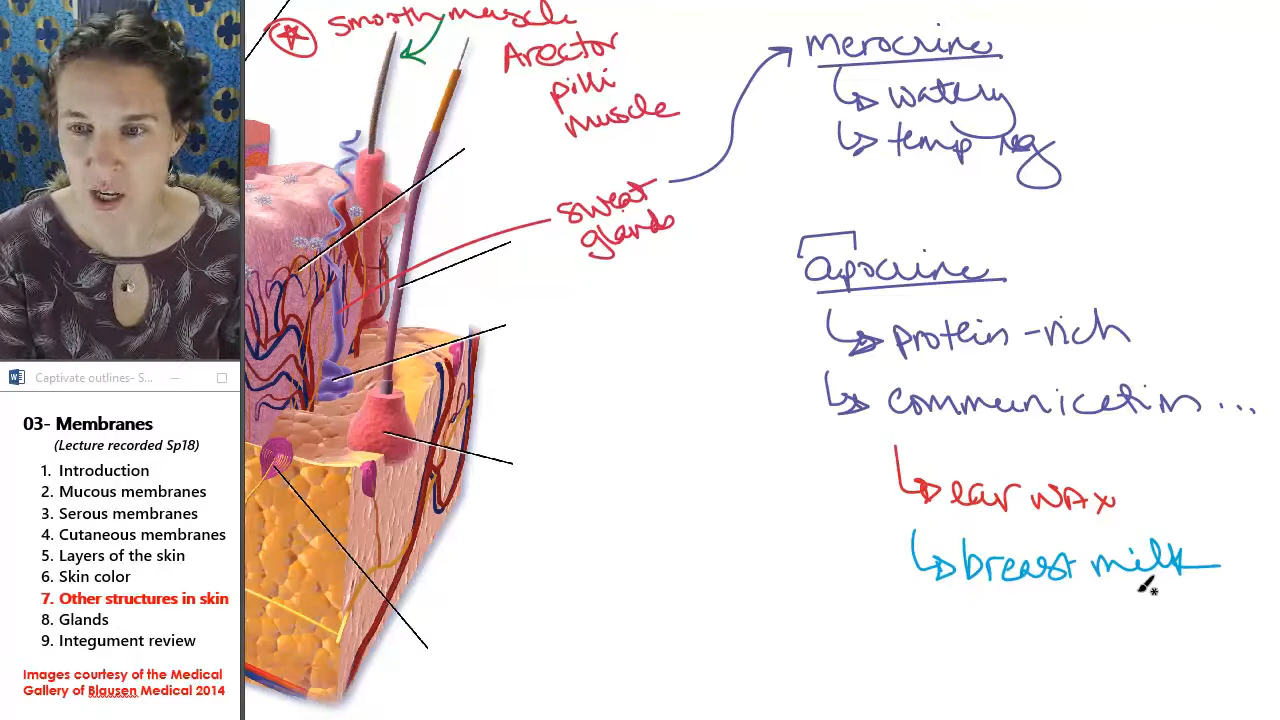 smooth muscle
Arector
pilli
muscle
sweat
glands
merocrine
watery
temp reg
apocrine
protein-rich
communication...
ear wax
breast milk
Captivate outlines- S...
03- Membranes
(Lecture recorded Sp18)
1. Introduction
2. Mucous membranes
3. Serous membranes
4. Cutaneous membranes
5. Layers of the skin
6. Skin color
7. Other structures in skin
8. Glands
9. Integument review
Images courtesy of the Medical
Gallery of Blausen Medical 2014